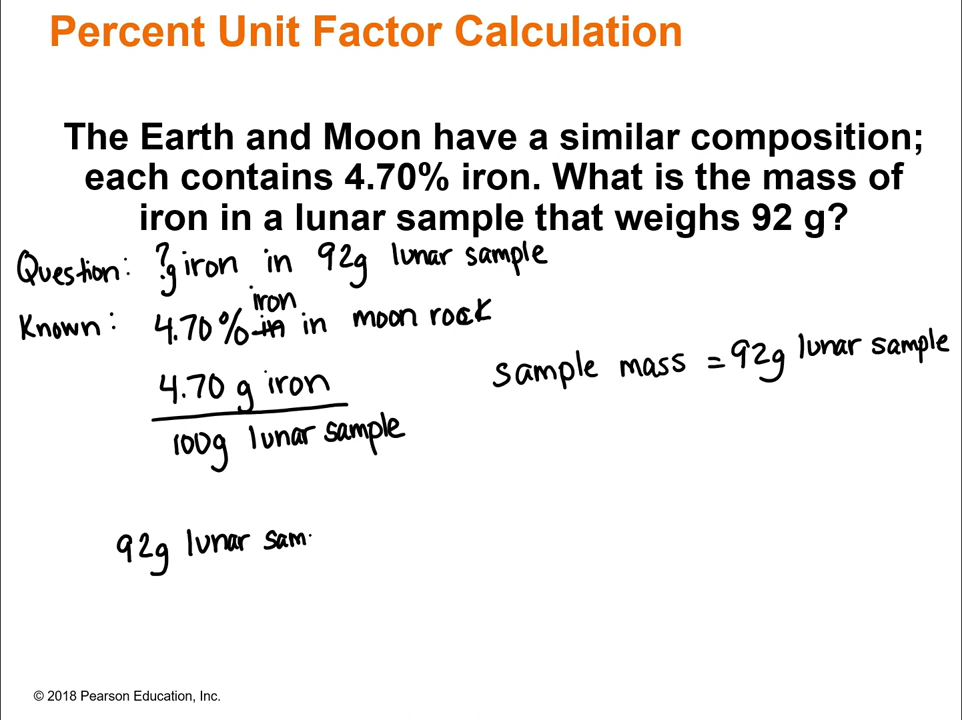 Percent Unit Factor Calculation
The Earth and Moon have a similar composition;
each contains 4.70% iron. What is the mass of
iron in a lunar sample that weighs 92 g?
Question: ?g iron in 92g lunar sample
iron
Known: 4.70% in in moon rock
sample mass = 92g lunar sample
4.70 g iron
100g lunar sample
92g lunar sam
© 2018 Pearson Education, Inc.